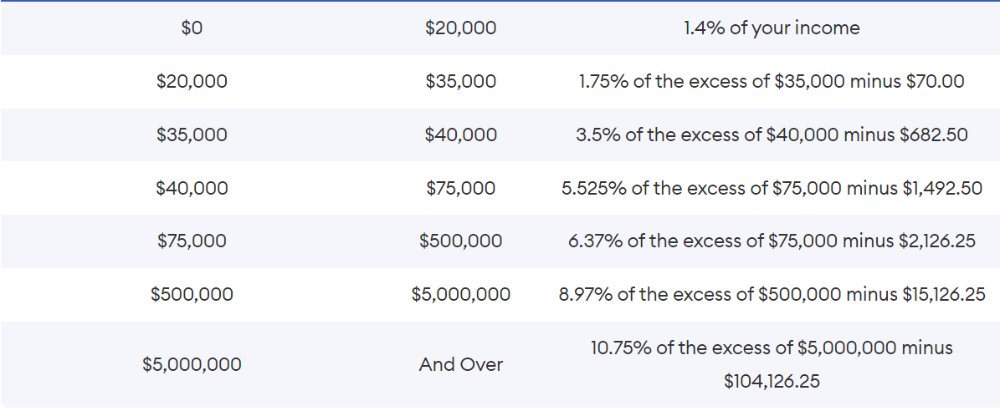 $0 $20,000 1.4% of your income
$20,000 $35,000 1.75% of the excess of $35,000 minus $70.00
$35,000 $40,000 3.5% of the excess of $40,000 minus $682.50
$40,000 $75,000 5.525% of the excess of $75,000 minus $1,492.50
$75,000 $500,000 6.37% of the excess of $75,000 minus $2,126.25
$500,000 $5,000,000 8.97% of the excess of $500,000 minus $15,126.25
$5,000,000 And Over 10.75% of the excess of $5,000,000 minus
$104,126.25